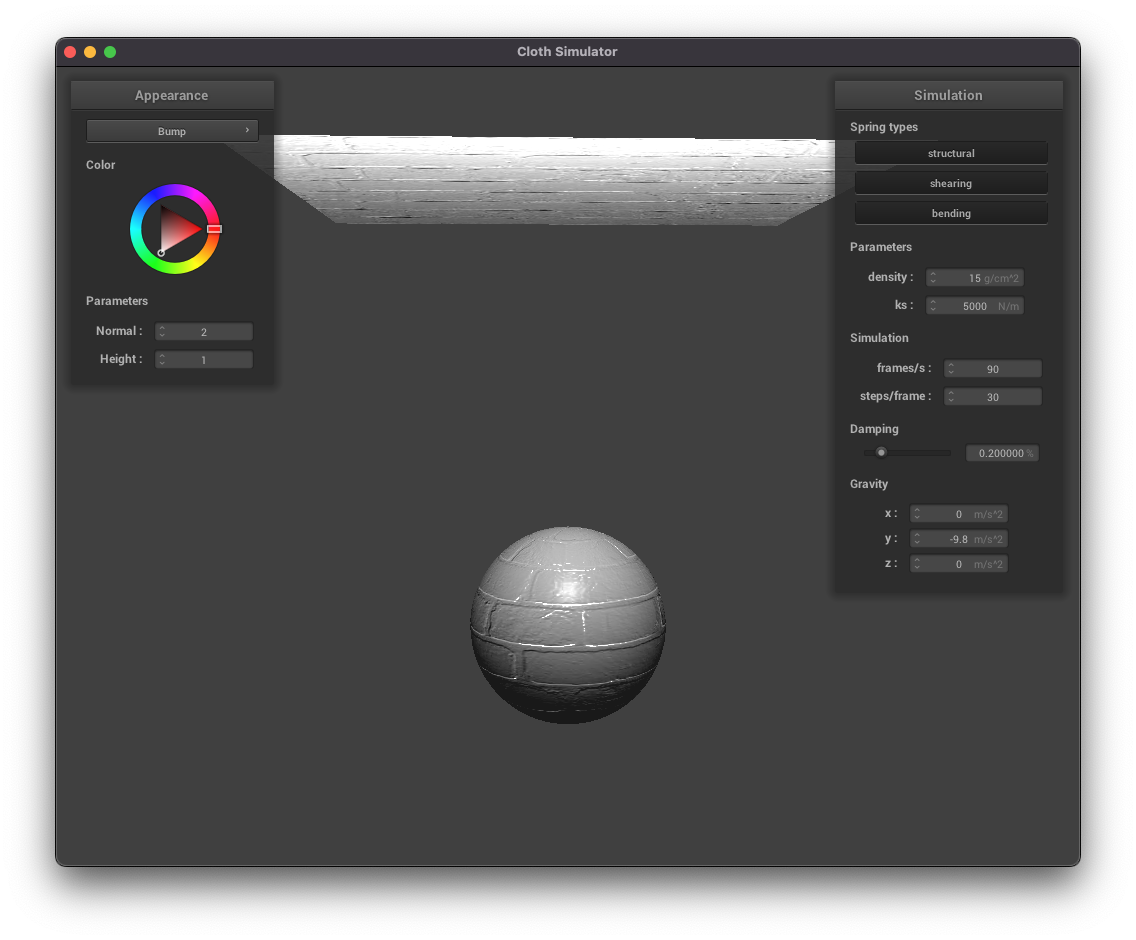 Cloth Simulator
Appearance
Bump
Color
Parameters
Normal : 2
Height : 1
Simulation
Spring types
structural
shearing
bending
Parameters
density : 15 g/cm^2
ks : 5000 N/m
Simulation
frames/s : 90
steps/frame : 30
Damping
0.200000 %
Gravity
x : 0 m/s^2
y : -9.8 m/s^2
z : 0 m/s^2